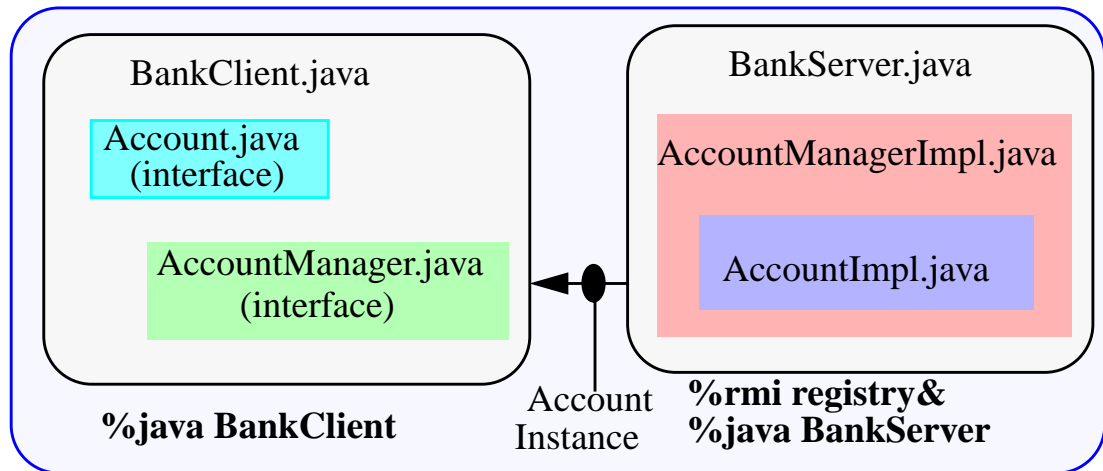 BankClient.java
Account.java
(interface)
AccountManager.java
(interface)
%java BankClient
Account
Instance
BankServer.java
AccountManagerImpl.java
AccountImpl.java
%rmi registry&
%java BankServer